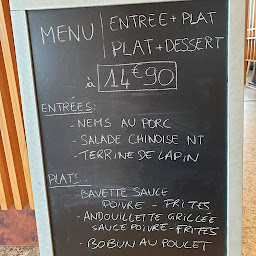 MENU | ENTREE + PLAT
PLAT + DESSERT
à 14€90
ENTRÉES:
- NEMS AU PORC
- SALADE CHINOISE NT
- TERRINE DE LAPIN
PLATS:
- BAVETTE SAUCE
POIVRE - FRITES
- ANDOUILLETTE GRILLÉE
SAUCE POIVRE - FRITES
- BOBUN AU POULET